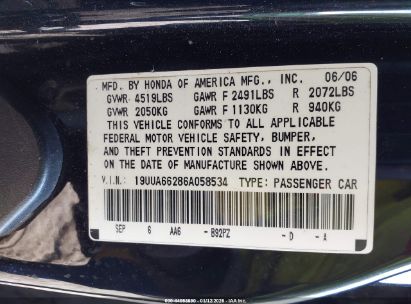 MFD. BY HONDA OF AMERICA MFG., INC. 06/06
GVWR 4519LBS GAWR F 2491LBS R 2072LBS
GVWR 2050KG GAWR F 1130KG R 940KG
THIS VEHICLE CONFORMS TO ALL APPLICABLE
FEDERAL MOTOR VEHICLE SAFETY, BUMPER,
AND THEFT PREVENTION STANDARDS IN EFFECT
ON THE DATE OF MANUFACTURE SHOWN ABOVE.
V.I.N.: 19UUA66286A058534 TYPE: PASSENGER CAR
SEP 6 AA6 -B92PZ -D -A